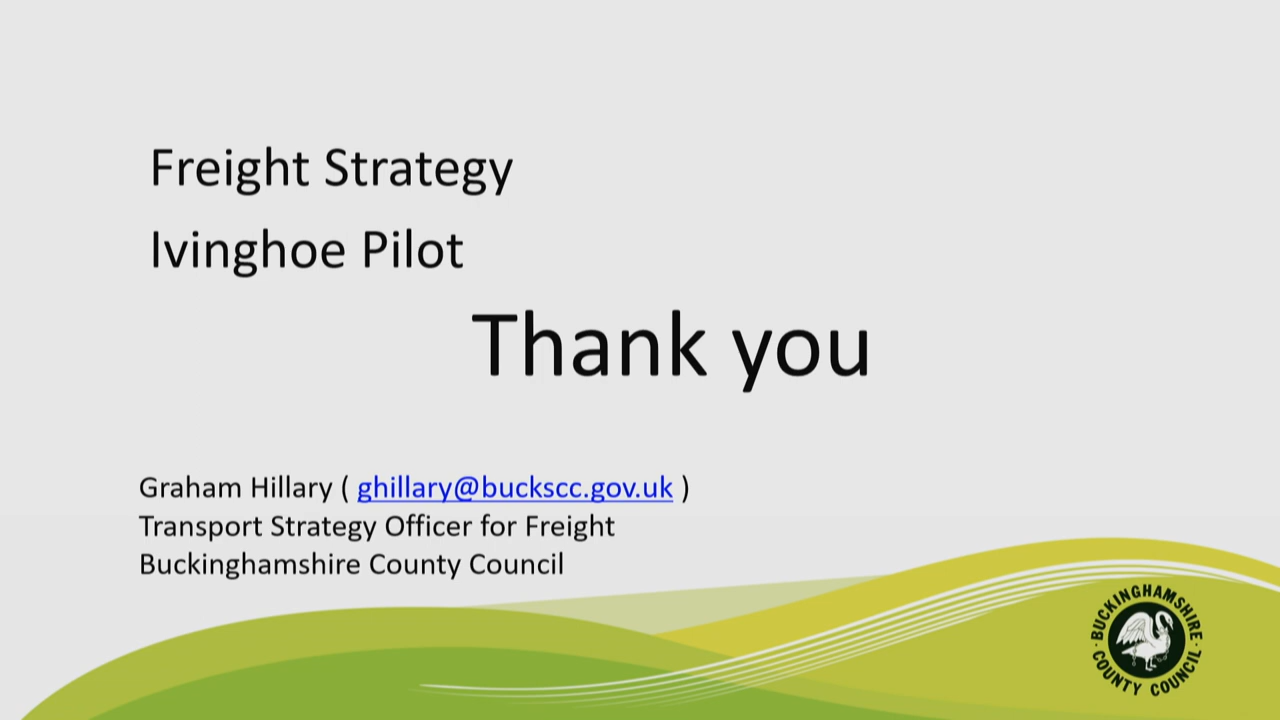 Freight Strategy
Ivinghoe Pilot
Thank you
Graham Hillary ( ghillary@buckscc.gov.uk )
Transport Strategy Officer for Freight
Buckinghamshire County Council
BUCKINGHAMSHIRE
· COUNTY COUNCIL ·